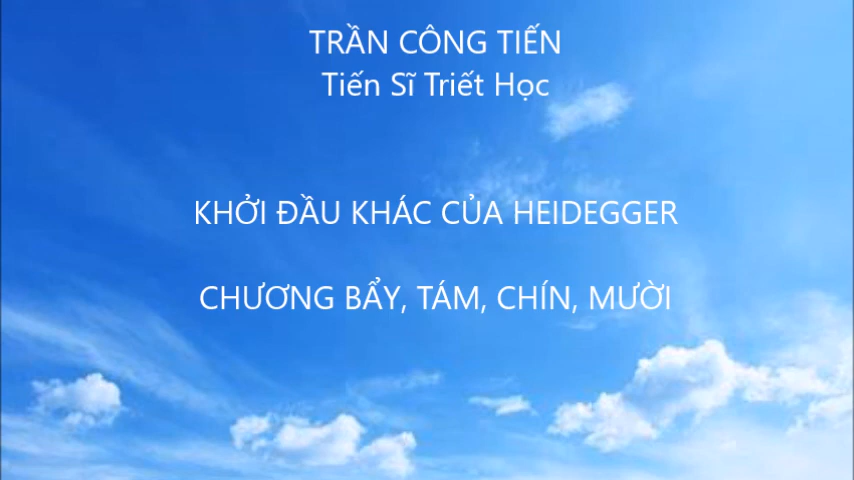 TRẦN CÔNG TIẾN
Tiến Sĩ Triết Học
KHỞI ĐẦU KHÁC CỦA HEIDEGGER
CHƯƠNG BẨY, TÁM, CHÍN, MƯỜI